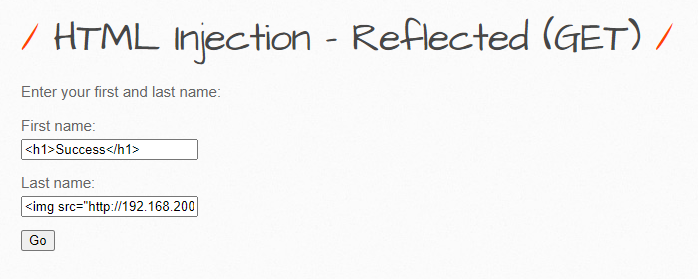 / HTML Injection - Reflected (GET) /
Enter your first and last name:
First name:
<h1>Success</h1>
Last name:
<img src="http://192.168.200
Go